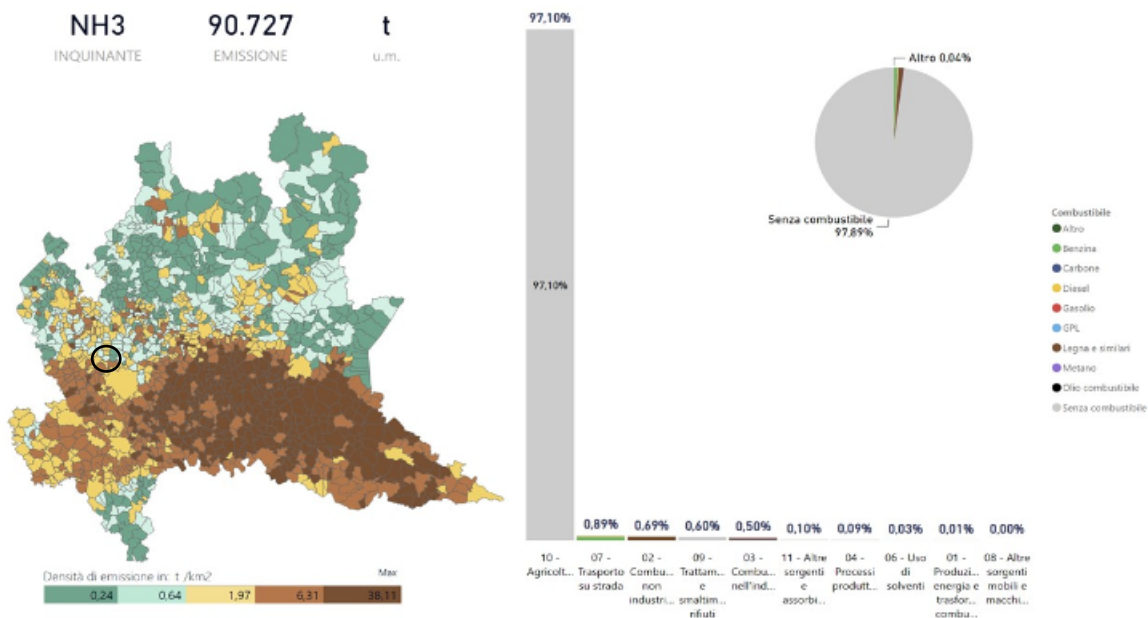 NH3
INQUINANTE
90.727
EMISSIONE
t
u.m.
Densità di emissione in: t /km2
Max
0,24
0,64
1,97
6,31
38,11
97,10%
97,10%
0,89%
0,69%
0,60%
0,50%
0,10%
0,09%
0,03%
0,01%
0,00%
10 -
Agricolt...
07 -
Trasporto
su strada
02 -
Combu...
non
industri...
09 -
Trattam...
e
smaltim...
rifiuti
03 -
Combu...
nell'ind...
11 - Altre
sorgenti
e
assorbi...
04 -
Processi
produtt...
06 - Uso
di
solventi
01 -
Produzi...
energia e
trasfor...
combu...
08 - Altre
sorgenti
mobili e
macchi...
Altro 0,04%
Senza combustibile
97,89%
Combustibile
Altro
Benzina
Carbone
Diesel
Gasolio
GPL
Legna e similari
Metano
Olio combustibile
Senza combustibile